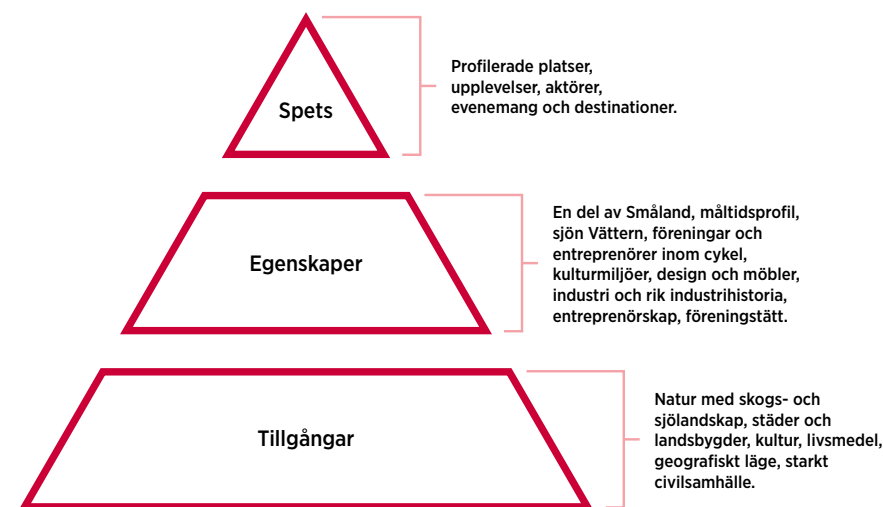 Spets
Profilerade platser,
upplevelser, aktörer,
evenemang och destinationer.
Egenskaper
En del av Småland, måltidsprofil,
sjön Vättern, föreningar och
entreprenörer inom cykel,
kulturmiljöer, design och möbler,
industri och rik industrihistoria,
entreprenörskap, föreningstätt.
Tillgångar
Natur med skogs- och
sjölandskap, städer och
landsbygder, kultur, livsmedel,
geografiskt läge, starkt
civilsamhälle.